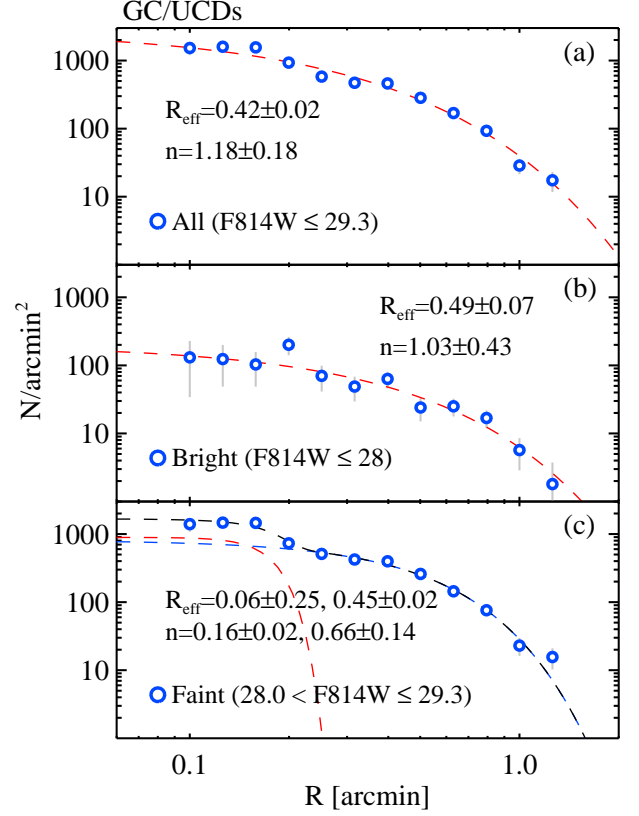 GC/UCDs
(a)
1000
R_eff=0.42±0.02
100
n=1.18±0.18
10
All (F814W ≤ 29.3)
(b)
1000
R_eff=0.49±0.07
n=1.03±0.43
100
10
Bright (F814W ≤ 28)
N/arcmin²
(c)
1000
R_eff=0.06±0.25, 0.45±0.02
100
n=0.16±0.02, 0.66±0.14
10
Faint (28.0 < F814W ≤ 29.3)
0.1 1.0
R [arcmin]